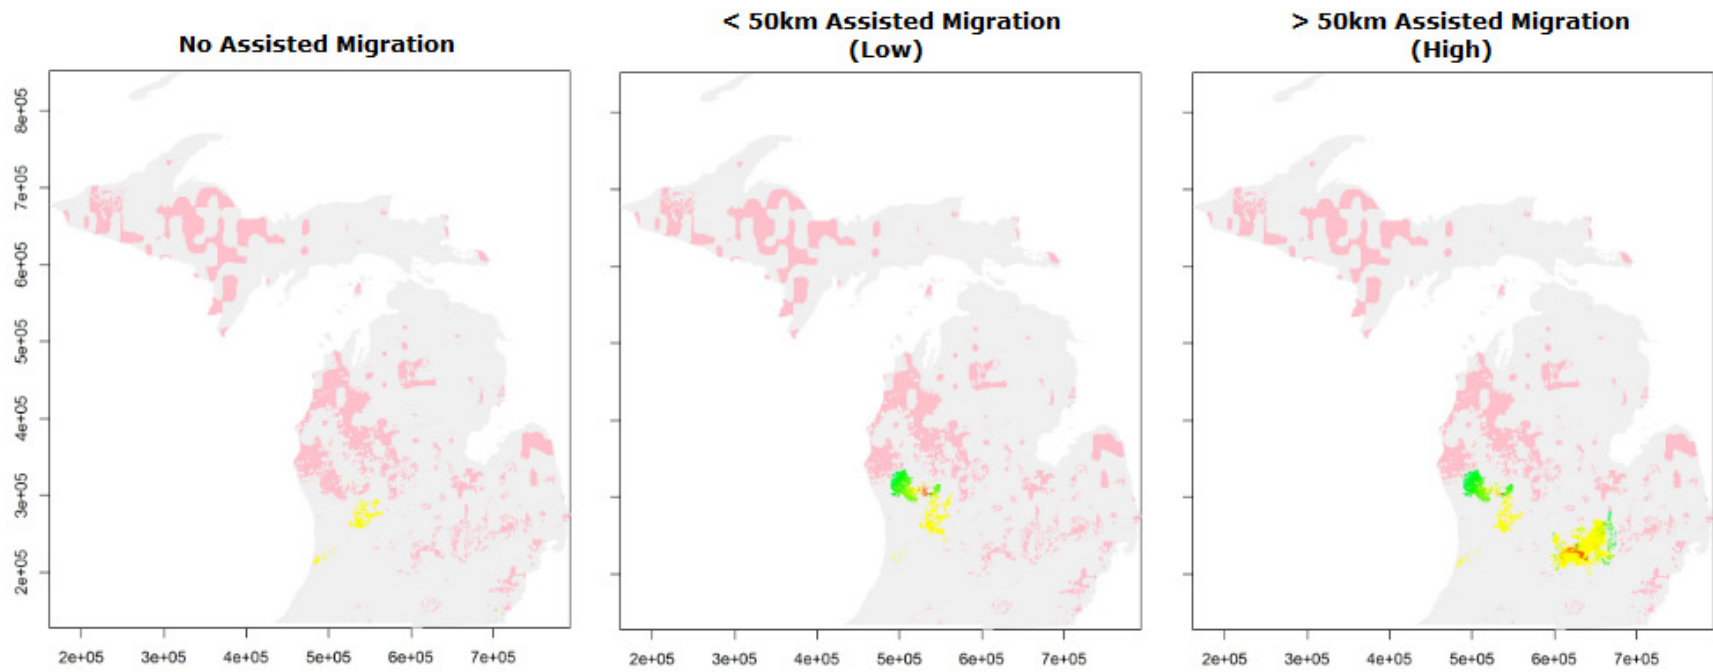 No Assisted Migration
< 50km Assisted Migration
(Low)
> 50km Assisted Migration
(High)
8e+05
7e+05
6e+05
5e+05
4e+05
3e+05
2e+05
2e+05 3e+05 4e+05 5e+05 6e+05 7e+05
2e+05 3e+05 4e+05 5e+05 6e+05 7e+05
2e+05 3e+05 4e+05 5e+05 6e+05 7e+05